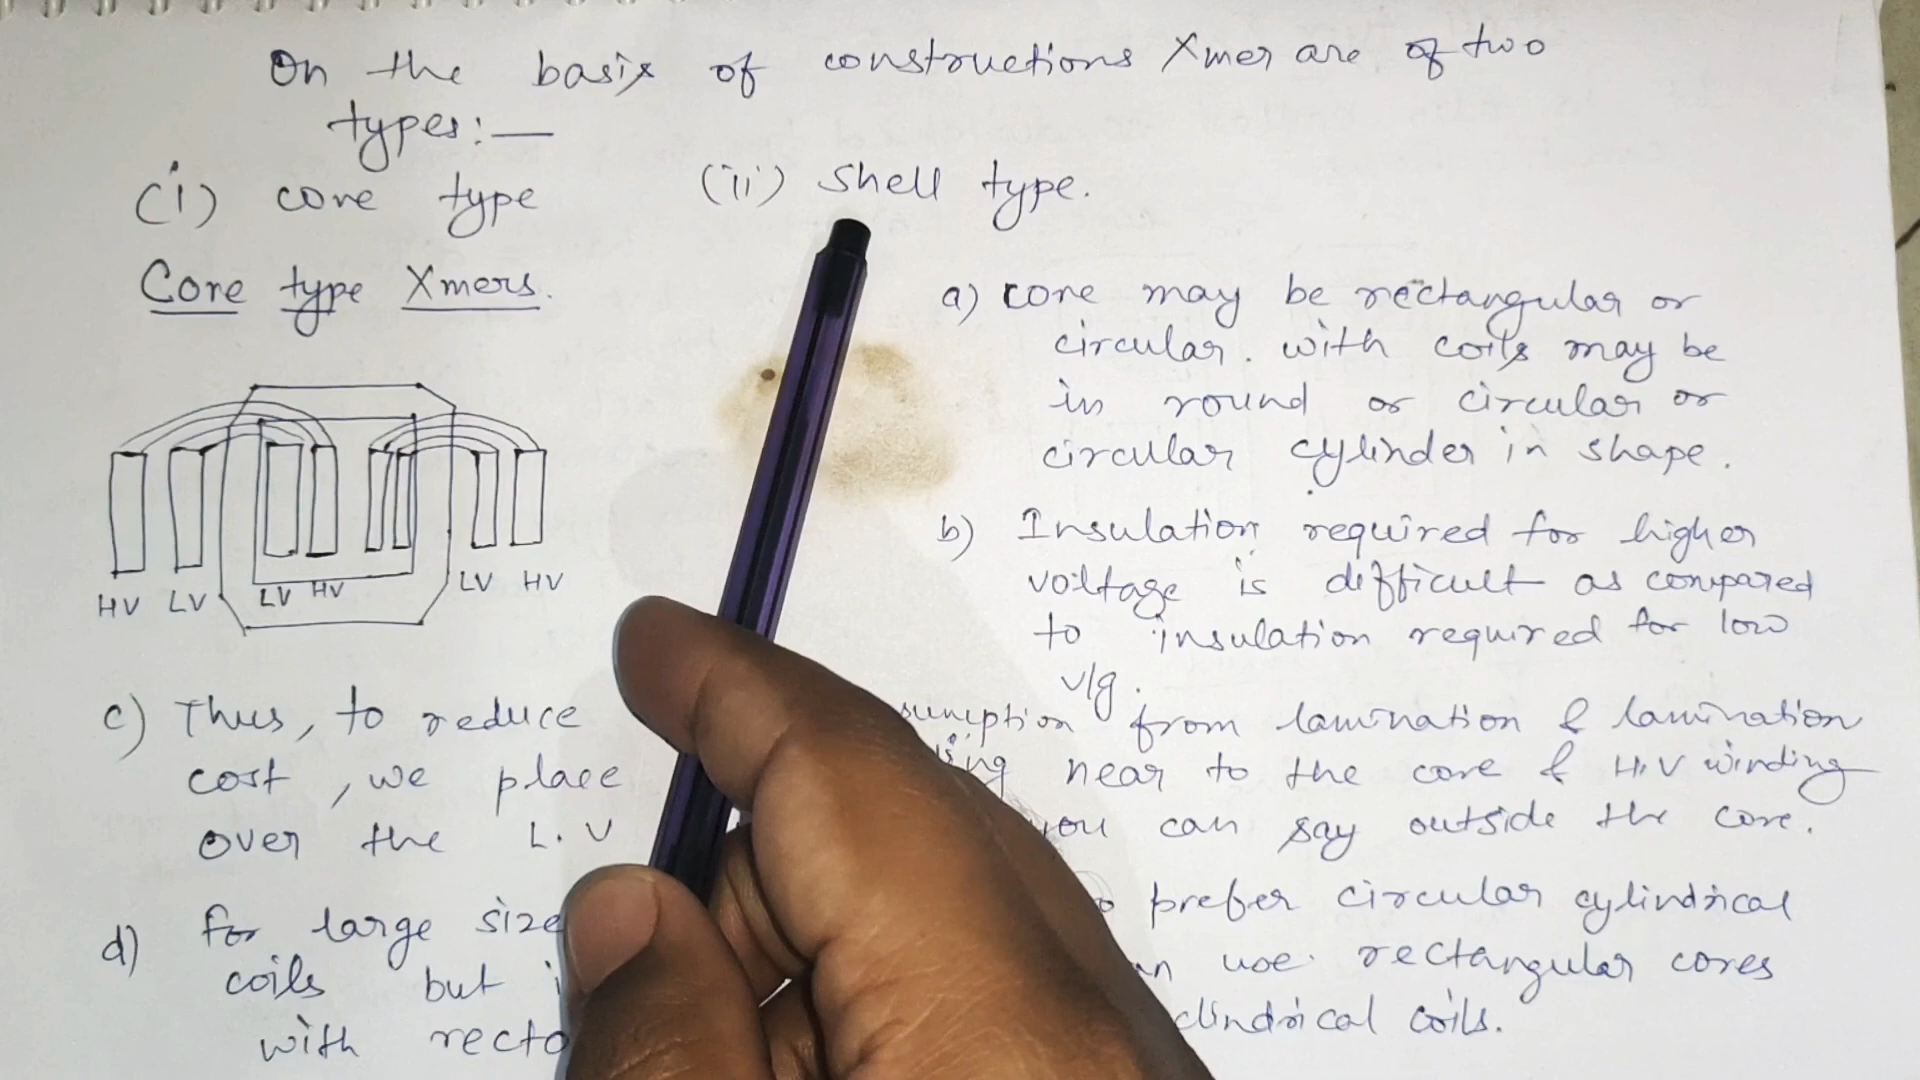 On the basis of constructions Xmer are of two
types:—
(i) core type (ii) shell type.
Core type Xmers.
a) core may be rectangular or
circular. with coils may be
in round or circular or
circular cylinder in shape.
HV LV LV HV LV HV
b) Insulation required for higher
voltage is difficult as compared
to insulation required for low
v/g.
c) Thus, to reduce from lamination & lamination
cost, we place near to the core & H.V winding
over the L.V you can say outside the core.
d) for large size prefer circular cylindrical
coils but use rectangular cores
with coils.